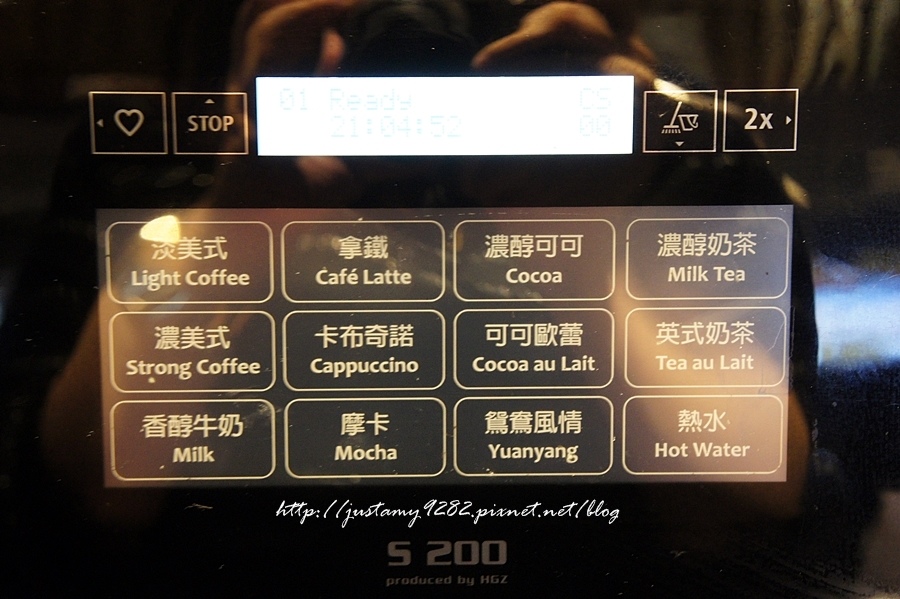 01 Ready CS
21:04:52 00
STOP
2x
淡美式
Light Coffee
拿鐵
Café Latte
濃醇可可
Cocoa
濃醇奶茶
Milk Tea
濃美式
Strong Coffee
卡布奇諾
Cappuccino
可可歐蕾
Cocoa au Lait
英式奶茶
Tea au Lait
香醇牛奶
Milk
摩卡
Mocha
鴛鴦風情
Yuanyang
熱水
Hot Water
http://justamy9282.pixnet.net/blog
S 200
produced by HGZ